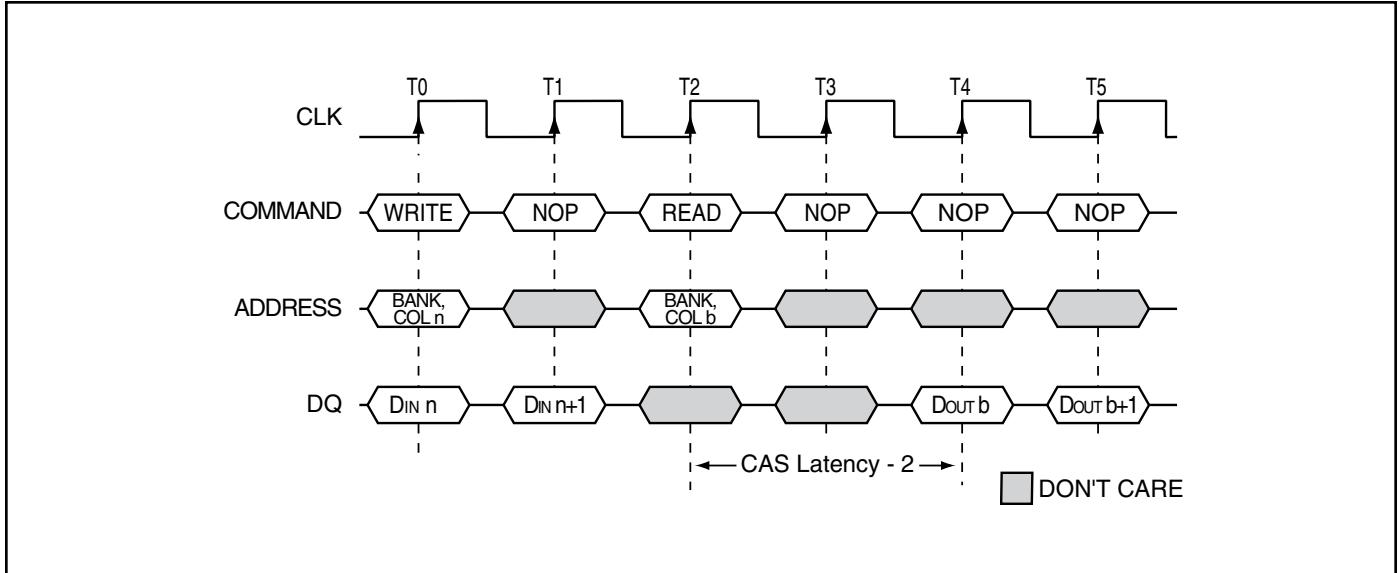 T0 T1 T2 T3 T4 T5
CLK
COMMAND WRITE NOP READ NOP NOP NOP
ADDRESS BANK, COL n BANK, COL b
DQ DIN n DIN n+1 DOUT b DOUT b+1
CAS Latency - 2
DON'T CARE